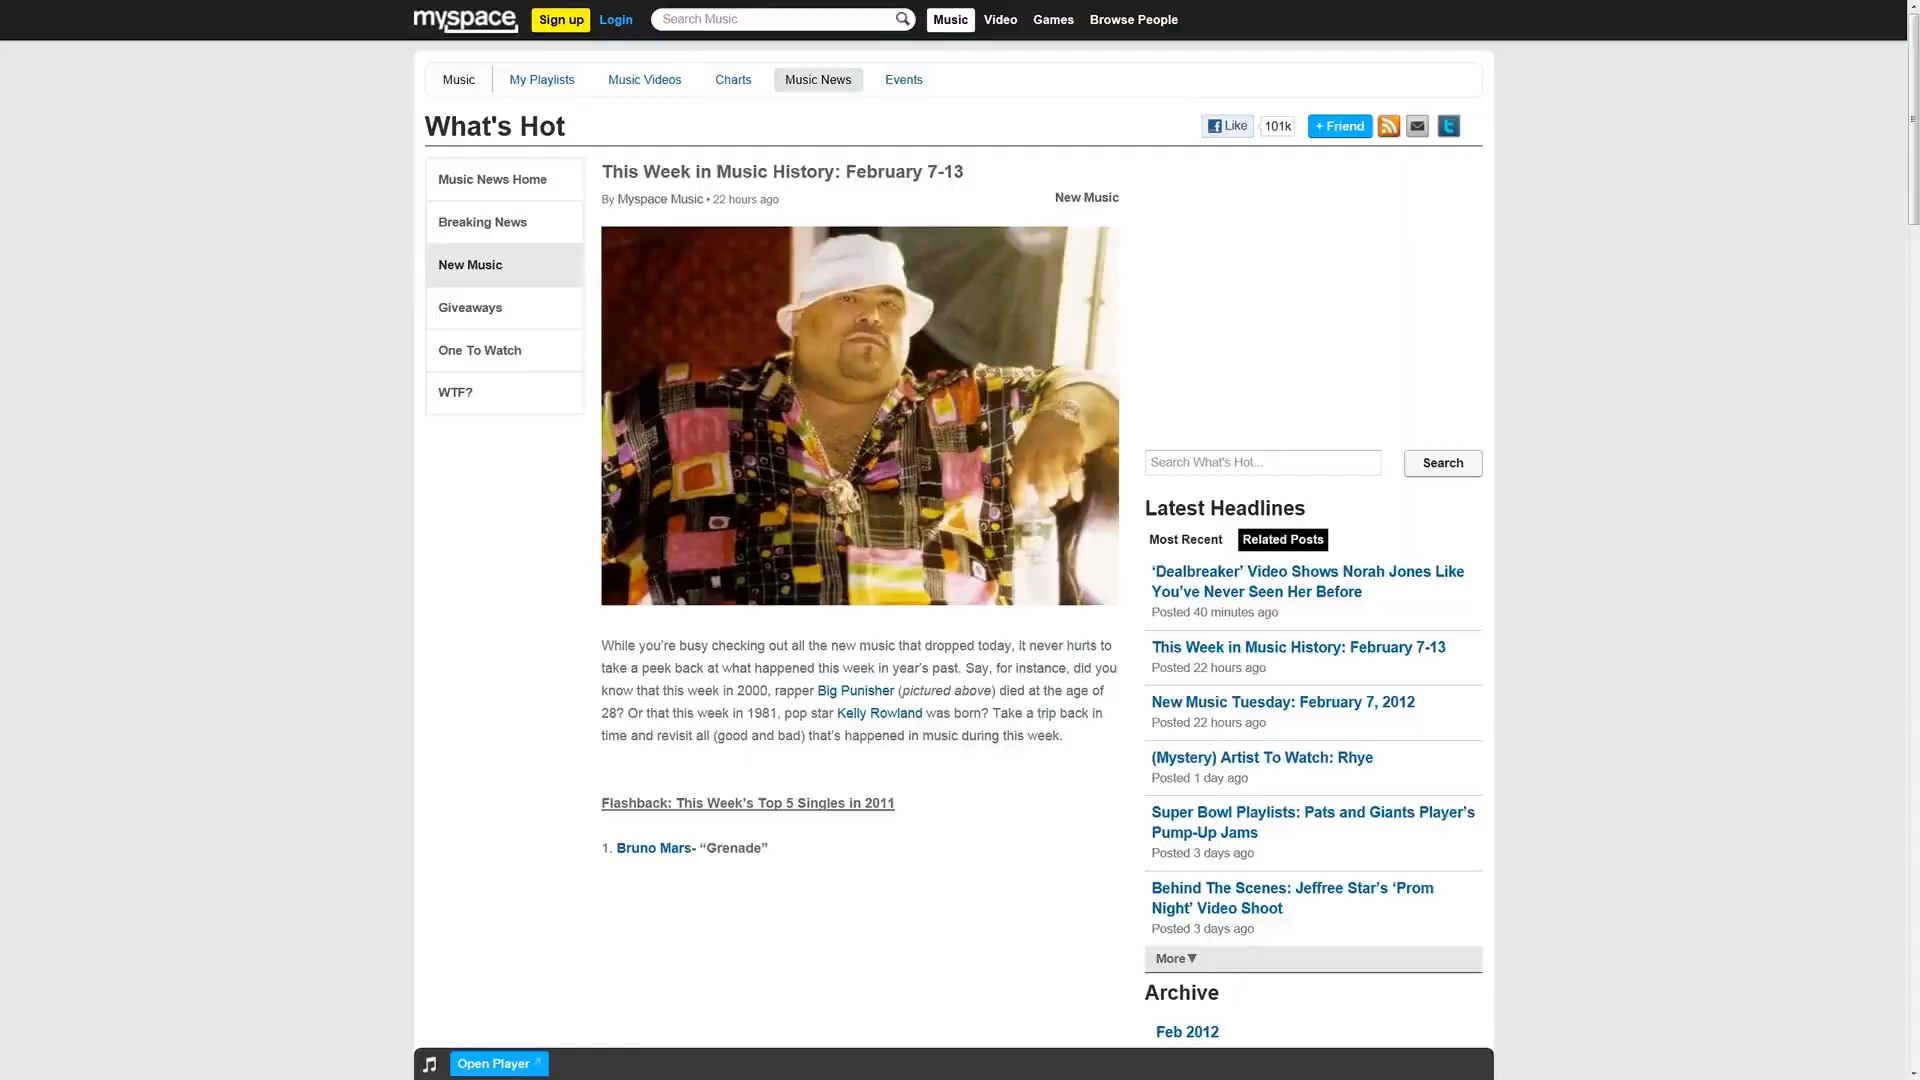 myspace
Sign up
Login
Search Music
Music
Video
Games
Browse People
Music
My Playlists
Music Videos
Charts
Music News
Events
What's Hot
Like
101k
+ Friend
Music News Home
Breaking News
New Music
Giveaways
One To Watch
WTF?
This Week in Music History: February 7-13
By Myspace Music • 22 hours ago
New Music
While you’re busy checking out all the new music that dropped today, it never hurts to
take a peek back at what happened this week in year’s past. Say, for instance, did you
know that this week in 2000, rapper Big Punisher (pictured above) died at the age of
28? Or that this week in 1981, pop star Kelly Rowland was born? Take a trip back in
time and revisit all (good and bad) that’s happened in music during this week.
Flashback: This Week’s Top 5 Singles in 2011
1. Bruno Mars- “Grenade”
Search What's Hot...
Search
Latest Headlines
Most Recent
Related Posts
‘Dealbreaker’ Video Shows Norah Jones Like
You’ve Never Seen Her Before
Posted 40 minutes ago
This Week in Music History: February 7-13
Posted 22 hours ago
New Music Tuesday: February 7, 2012
Posted 22 hours ago
(Mystery) Artist To Watch: Rhye
Posted 1 day ago
Super Bowl Playlists: Pats and Giants Player’s
Pump-Up Jams
Posted 3 days ago
Behind The Scenes: Jeffree Star’s ‘Prom
Night’ Video Shoot
Posted 3 days ago
More▼
Archive
Feb 2012
Open Player